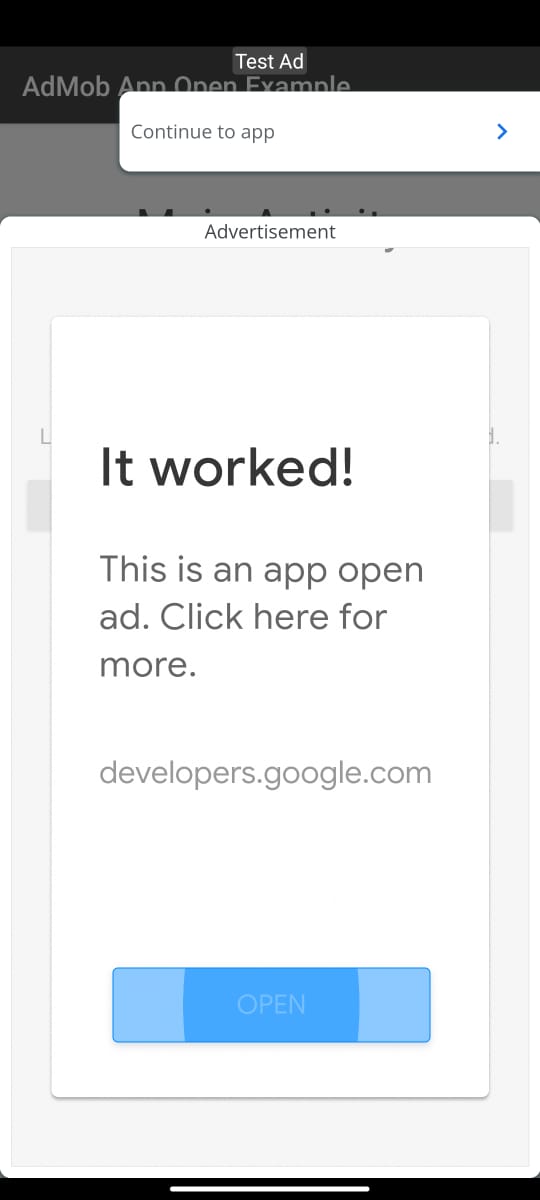 Test Ad
AdMob App Open Example
Continue to app
Advertisement
It worked!
This is an app open
ad. Click here for
more.
developers.google.com
OPEN